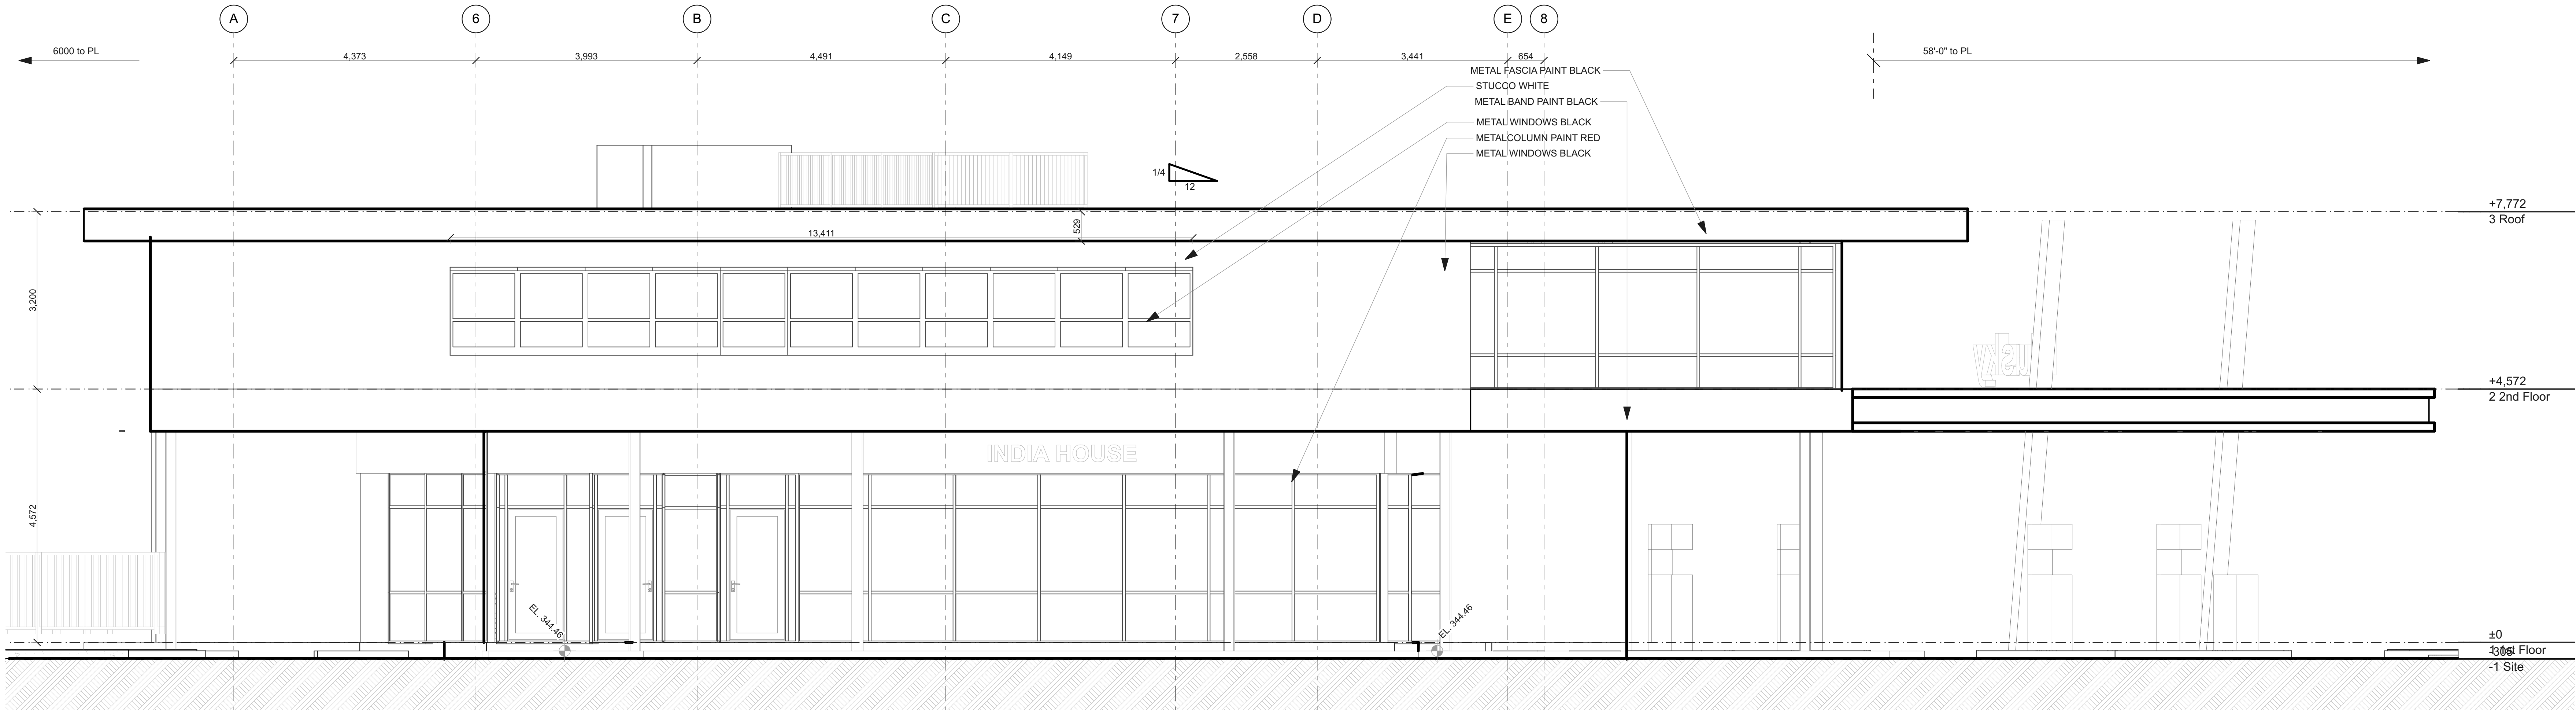 A 6 B C 7 D E 8
6000 to PL
58'-0" to PL
4,373 3,993 4,491 4,149 2,558 3,441 654
METAL FASCIA PAINT BLACK
STUCCO WHITE
METAL BAND PAINT BLACK
METAL WINDOWS BLACK
METALCOLUMN PAINT RED
METAL WINDOWS BLACK
1/4
12
+7,772
3 Roof
529
13,411
3,200
+4,572
2 2nd Floor
INDIA HOUSE
4,572
EL. 344.46
EL. 344.46
±0
1 1st Floor
-305
-1 Site